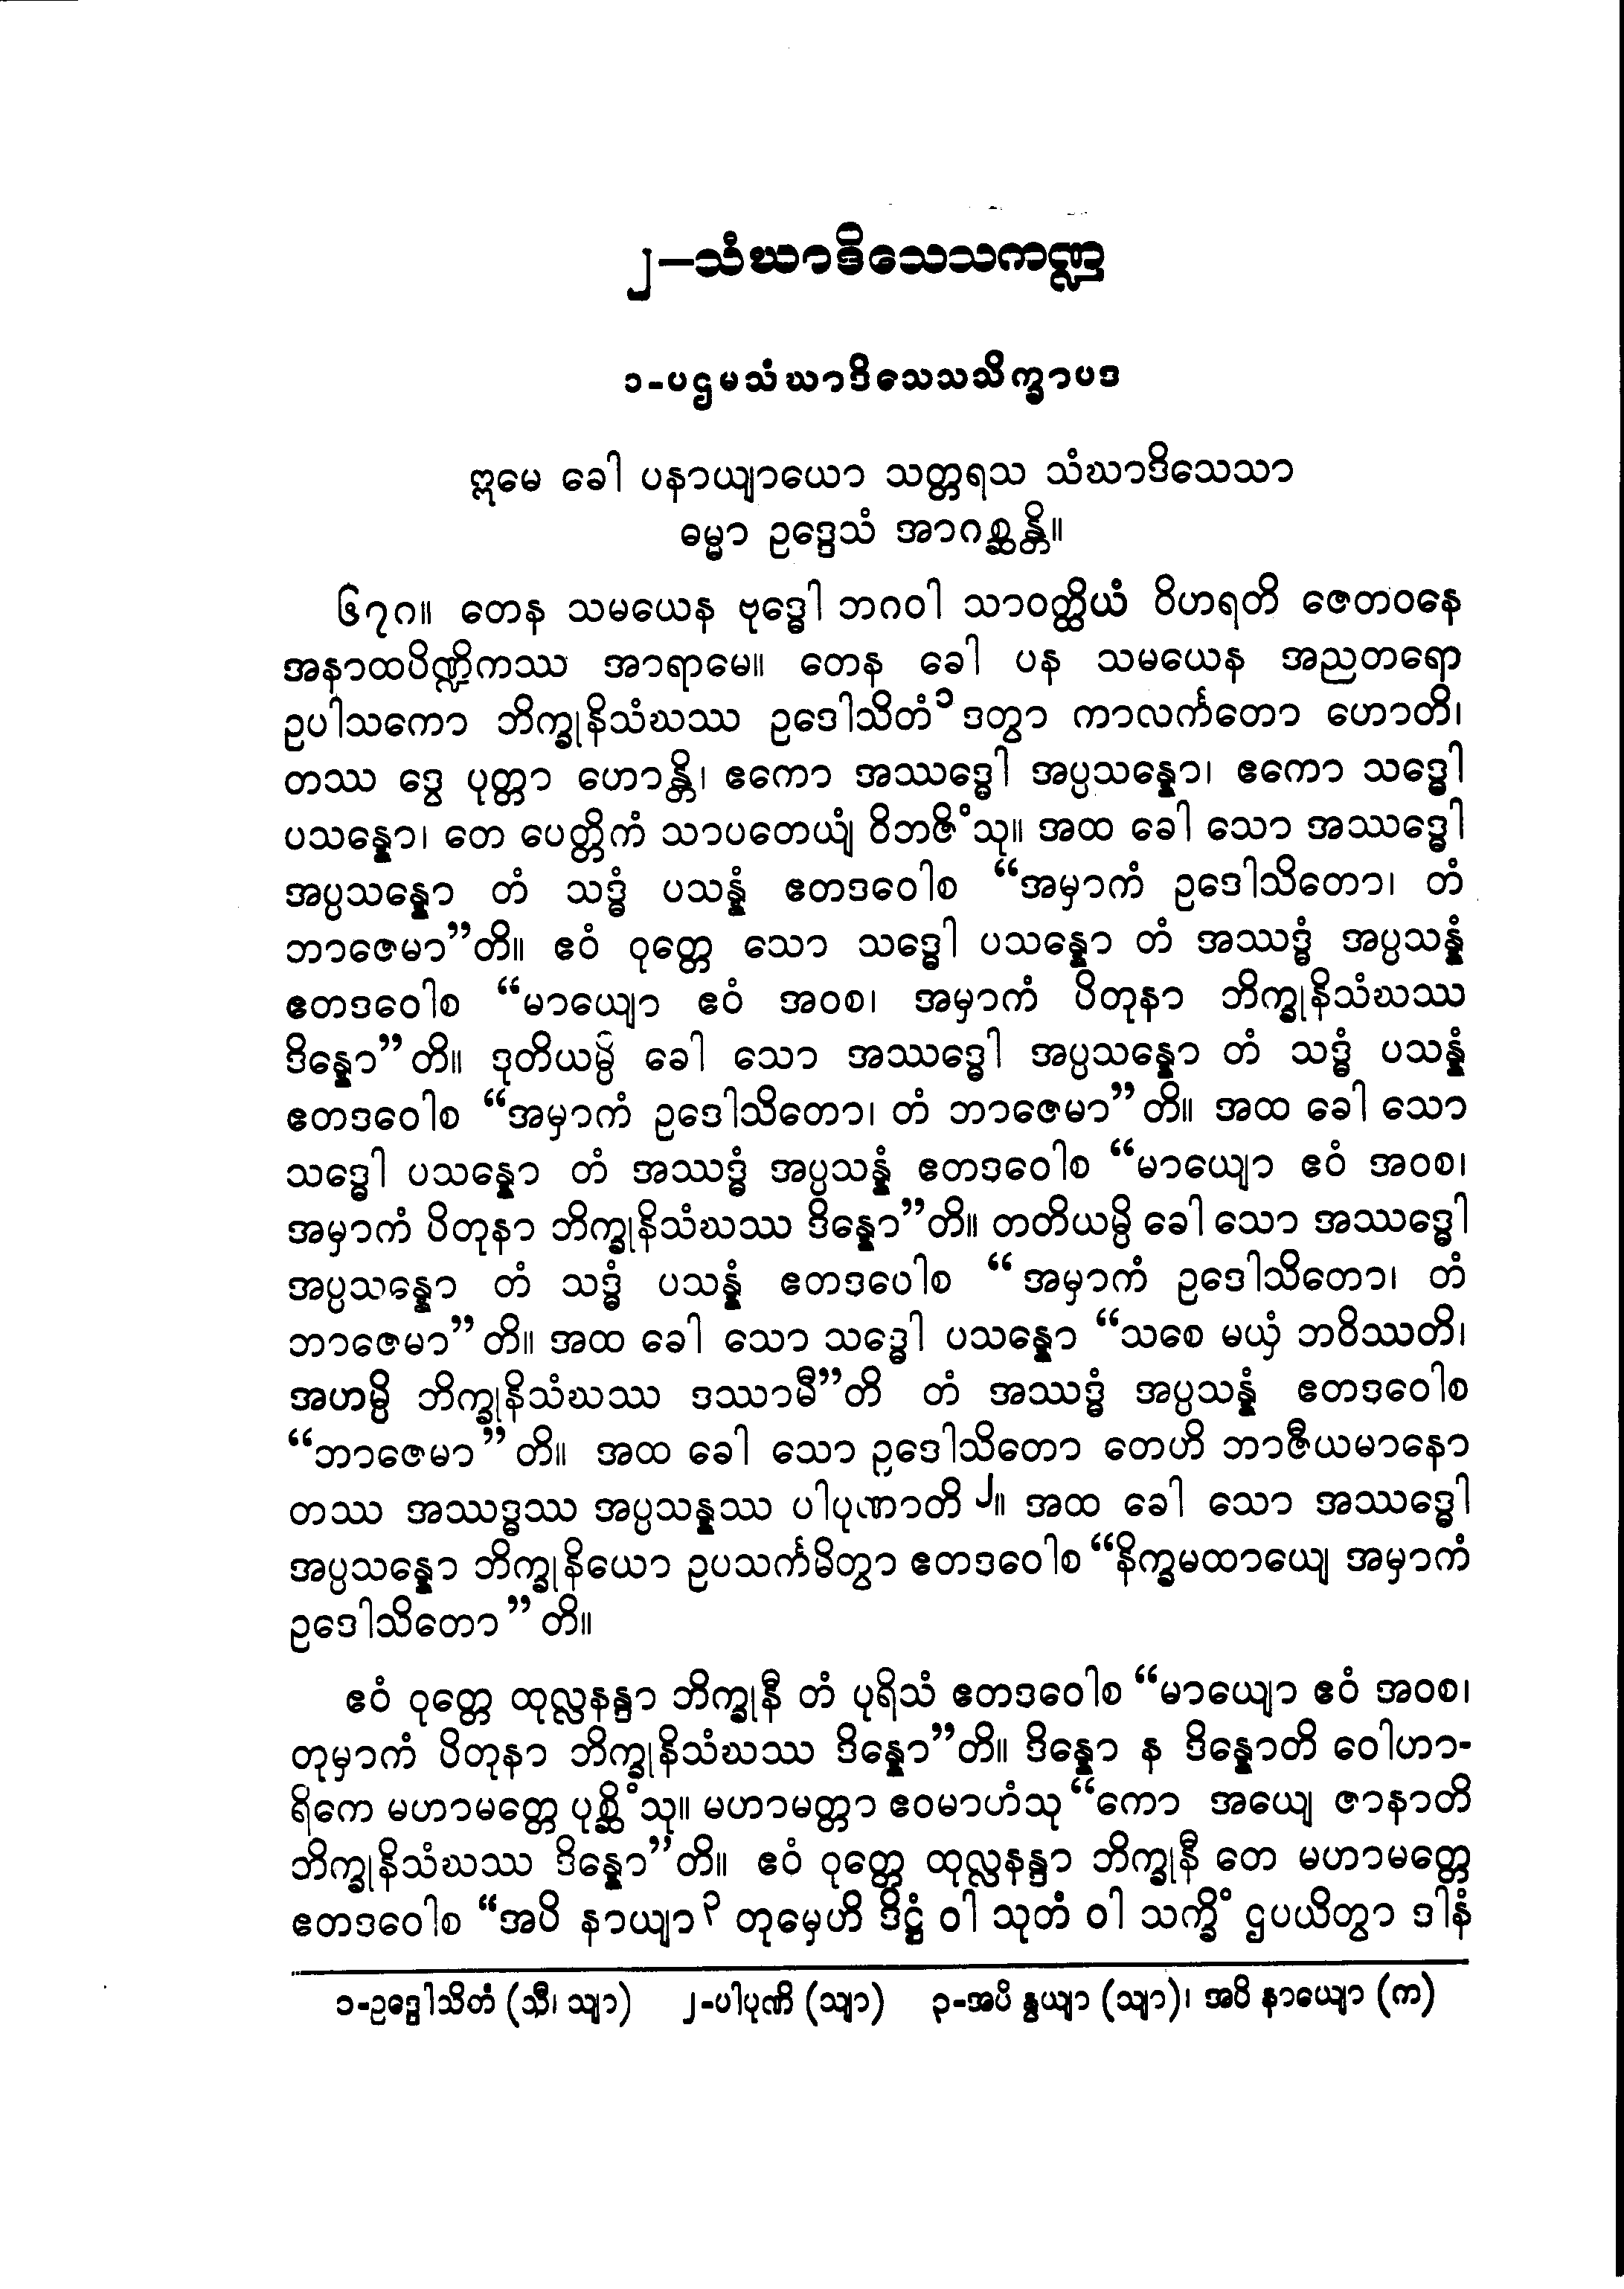 ၂–သံဃာဒိသေသကဏ္ဍ
၁-ပဌမသံဃာဒိသေသသိက္ခာပဒ
ဣမေ ခေါ ပနာယျာယော သတ္တရသ သံဃာဒိသေသာ
ဓမ္မာ ဥဒ္ဒေသံ အာဂစ္ဆန္တိ။
၆၇၈။ တေန သမယေန ဗုဒ္ဓေါ ဘဂဝါ သာဝတ္ထိယံ ဝိဟရတိ ဇေတဝနေ
အနာထပိဏ္ဍိကဿ အာရာမေ။ တေန ခေါ ပန သမယေန အညတရော
ဥပါသကော ဘိက္ခုနိသံဃဿ ဥဒေါသိတံ၁ ဒတွာ ကာလင်္ကတော ဟောတိ၊
တဿ ဒွေ ပုတ္တာ ဟောန္တိ၊ ဧကော အဿဒ္ဓေါ အပ္ပသန္နော၊ ဧကော သဒ္ဓေါ
ပသန္နော၊ တေ ပေတ္တိကံ သာပတေယျံ ဝိဘဇိံသု။ အထ ခေါ သော အဿဒ္ဓေါ
အပ္ပသန္နော တံ သဒ္ဓံ ပသန္နံ ဧတဒဝေါစ “အမှာကံ ဥဒေါသိတော၊ တံ
ဘာဇေမာ”တိ။ ဧဝံ ဝုတ္တေ သော သဒ္ဓေါ ပသန္နော တံ အဿဒ္ဓံ အပ္ပသန္နံ
ဧတဒဝေါစ “မာယျော ဧဝံ အဝစ၊ အမှာကံ ပိတုနာ ဘိက္ခုနိသံဃဿ
ဒိန္နော”တိ။ ဒုတိယမ္ပိ ခေါ သော အဿဒ္ဓေါ အပ္ပသန္နော တံ သဒ္ဓံ ပသန္နံ
ဧတဒဝေါစ “အမှာကံ ဥဒေါသိတော၊ တံ ဘာဇေမာ”တိ။ အထ ခေါ သော
သဒ္ဓေါ ပသန္နော တံ အဿဒ္ဓံ အပ္ပသန္နံ ဧတဒဝေါစ “မာယျော ဧဝံ အဝစ၊
အမှာကံ ပိတုနာ ဘိက္ခုနိသံဃဿ ဒိန္နော”တိ။ တတိယမ္ပိ ခေါ သော အဿဒ္ဓေါ
အပ္ပသန္နော တံ သဒ္ဓံ ပသန္နံ ဧတဒဝေါစ “အမှာကံ ဥဒေါသိတော၊ တံ
ဘာဇေမာ”တိ။ အထ ခေါ သော သဒ္ဓေါ ပသန္နော “သစေ မယှံ ဘဝိဿတိ၊
အဟမ္ပိ ဘိက္ခုနိသံဃဿ ဒဿာမီ”တိ တံ အဿဒ္ဓံ အပ္ပသန္နံ ဧတဒဝေါစ
“ဘာဇေမာ”တိ။ အထ ခေါ သော ဥဒေါသိတော တေဟိ ဘာဇီယမာနော
တဿ အဿဒ္ဓဿ အပ္ပသန္နဿ ပါပုဏာတိ၂။ အထ ခေါ သော အဿဒ္ဓေါ
အပ္ပသန္နော ဘိက္ခုနိယော ဥပသင်္ကမိတွာ ဧတဒဝေါစ “နိက္ခမထာယျေ အမှာကံ
ဥဒေါသိတော”တိ။
ဧဝံ ဝုတ္တေ ထုလ္လနန္ဒာ ဘိက္ခုနီ တံ ပုရိသံ ဧတဒဝေါစ “မာယျော ဧဝံ အဝစ၊
တုမှာကံ ပိတုနာ ဘိက္ခုနိသံဃဿ ဒိန္နော”တိ။ ဒိန္နော န ဒိန္နောတိ ဝေါဟာ-
ရိကေ မဟာမတ္တေ ပုစ္ဆိံသု။ မဟာမတ္တာ ဧဝမာဟံသု “ကော အယျေ ဇာနာတိ
ဘိက္ခုနိသံဃဿ ဒိန္နော”တိ။ ဧဝံ ဝုတ္တေ ထုလ္လနန္ဒာ ဘိက္ခုနီ တေ မဟာမတ္တေ
ဧတဒဝေါစ “အပိ နာယျာ၃ တုမှေဟိ ဒိဋ္ဌံ ဝါ သုတံ ဝါ သက္ခိံ ဌပယိတွာ ဒါနံ
၁-ဥဒ္ဒေါသိတံ (သီ၊ သျာ) ၂-ပါပုဏိ (သျာ) ၃-အပိ နွယျာ (သျာ)၊ အပိ နာယျော (က)